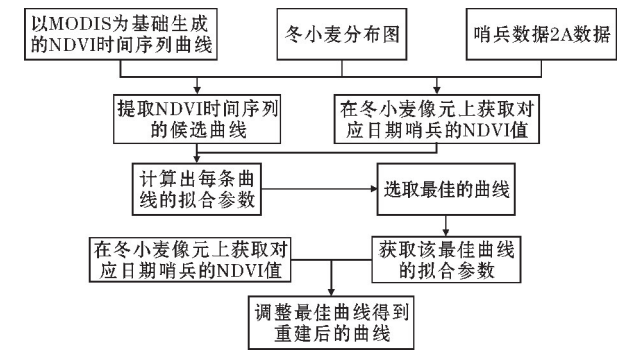 以MODIS为基础生成
的NDVI时间序列曲线
冬小麦分布图
哨兵数据2A数据
提取NDVI时间序列
的候选曲线
在冬小麦像元上获取对
应日期哨兵的NDVI值
计算出每条曲
线的拟合参数
选取最佳的曲线
在冬小麦像元上获取对
应日期哨兵的NDVI值
获取该最佳曲线
的拟合参数
调整最佳曲线得到
重建后的曲线